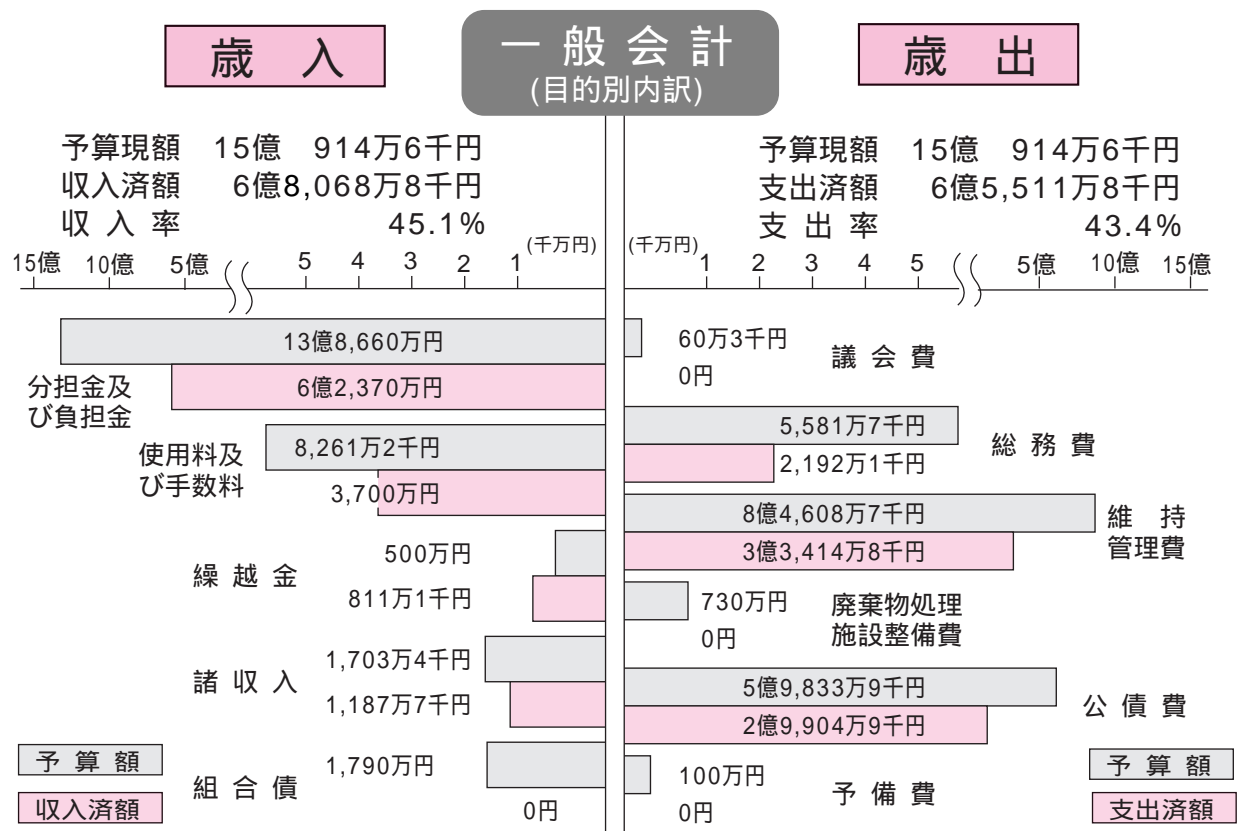 一般会計
(目的別内訳)
歳入
予算現額 15億 914万6千円
収入済額 6億8,068万8千円
収入率 45.1%
(千万円)
15億 10億 5億 5 4 3 2 1
分担金及
び負担金
13億8,660万円
6億2,370万円
使用料及
び手数料
8,261万2千円
3,700万円
繰越金
500万円
811万1千円
諸収入
1,703万4千円
1,187万7千円
組合債
1,790万円
0円
予算額
収入済額
歳出
予算現額 15億 914万6千円
支出済額 6億5,511万8千円
支出率 43.4%
(千万円)
1 2 3 4 5 5億 10億 15億
60万3千円
0円
議会費
5,581万7千円
2,192万1千円
総務費
8億4,608万7千円
3億3,414万8千円
維持
管理費
730万円
0円
廃棄物処理
施設整備費
5億9,833万9千円
2億9,904万9千円
公債費
100万円
0円
予備費
予算額
支出済額